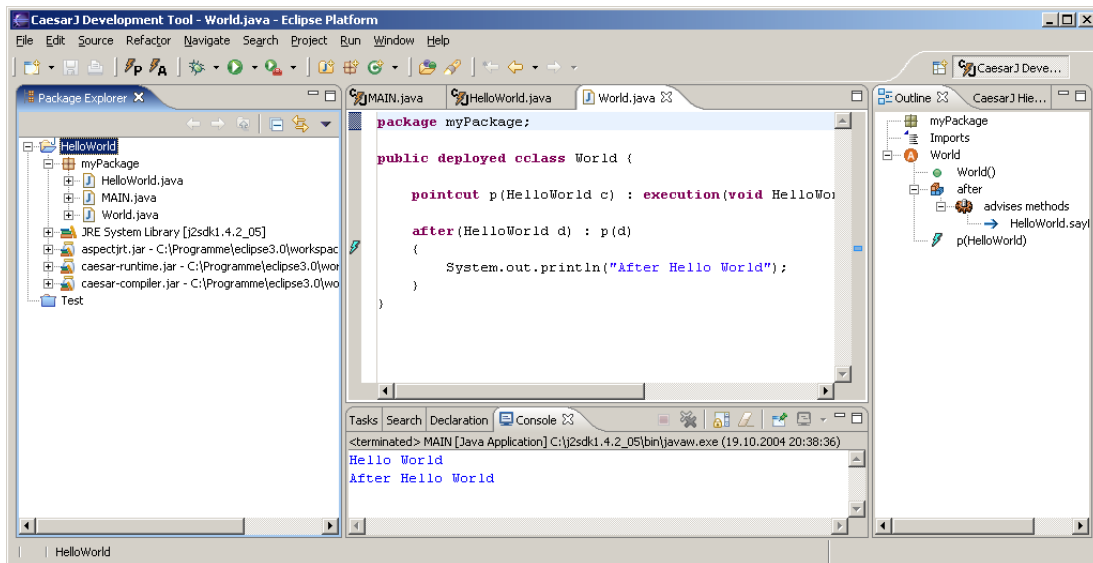 CaesarJ Development Tool - World.java - Eclipse Platform
File Edit Source Refactor Navigate Search Project Run Window Help
P A
CaesarJ Deve...
Package Explorer
HelloWorld
myPackage
HelloWorld.java
MAIN.java
World.java
JRE System Library [j2sdk1.4.2_05]
aspectjrt.jar - C:\Programme\eclipse3.0\workspac
caesar-runtime.jar - C:\Programme\eclipse3.0\wor
caesar-compiler.jar - C:\Programme\eclipse3.0\wo
Test
MAIN.java HelloWorld.java World.java
package myPackage;
public deployed cclass World {
pointcut p(HelloWorld c) : execution(void HelloWor
after(HelloWorld d) : p(d)
{
System.out.println("After Hello World");
}
}
Tasks Search Declaration Console
<terminated> MAIN [Java Application] C:\j2sdk1.4.2_05\bin\javaw.exe (19.10.2004 20:38:36)
Hello World
After Hello World
Outline CaesarJ Hie...
myPackage
Imports
World
World()
after
advises methods
HelloWorld.sayH
p(HelloWorld)
HelloWorld